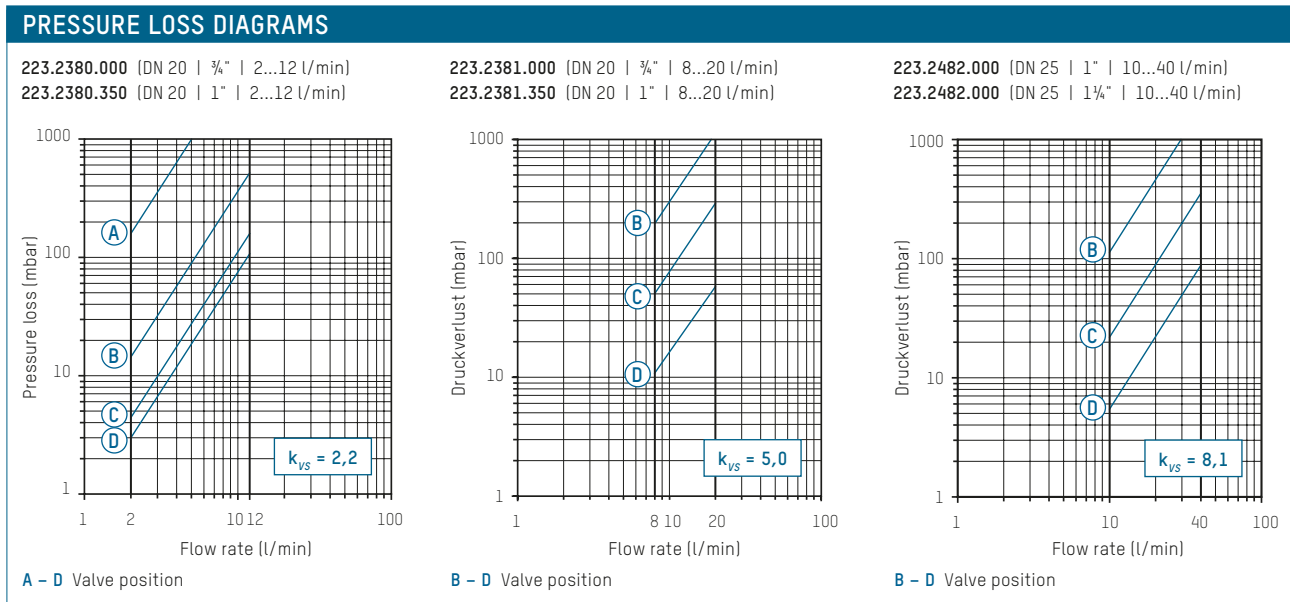 PRESSURE LOSS DIAGRAMS
223.2380.000 (DN 20 | ¾" | 2...12 l/min)
223.2380.350 (DN 20 | 1" | 2...12 l/min)
1000
100
10
1
Pressure loss (mbar)
A
B
C
D
kvs = 2,2
1 2 10 12 100
Flow rate (l/min)
A – D Valve position
223.2381.000 (DN 20 | ¾" | 8...20 l/min)
223.2381.350 (DN 20 | 1" | 8...20 l/min)
1000
100
10
1
Druckverlust (mbar)
B
C
D
kvs = 5,0
1 8 10 20 100
Flow rate (l/min)
B – D Valve position
223.2482.000 (DN 25 | 1" | 10...40 l/min)
223.2482.000 (DN 25 | 1¼" | 10...40 l/min)
1000
100
10
1
Druckverlust (mbar)
B
C
D
kvs = 8,1
1 10 40 100
Flow rate (l/min)
B – D Valve position